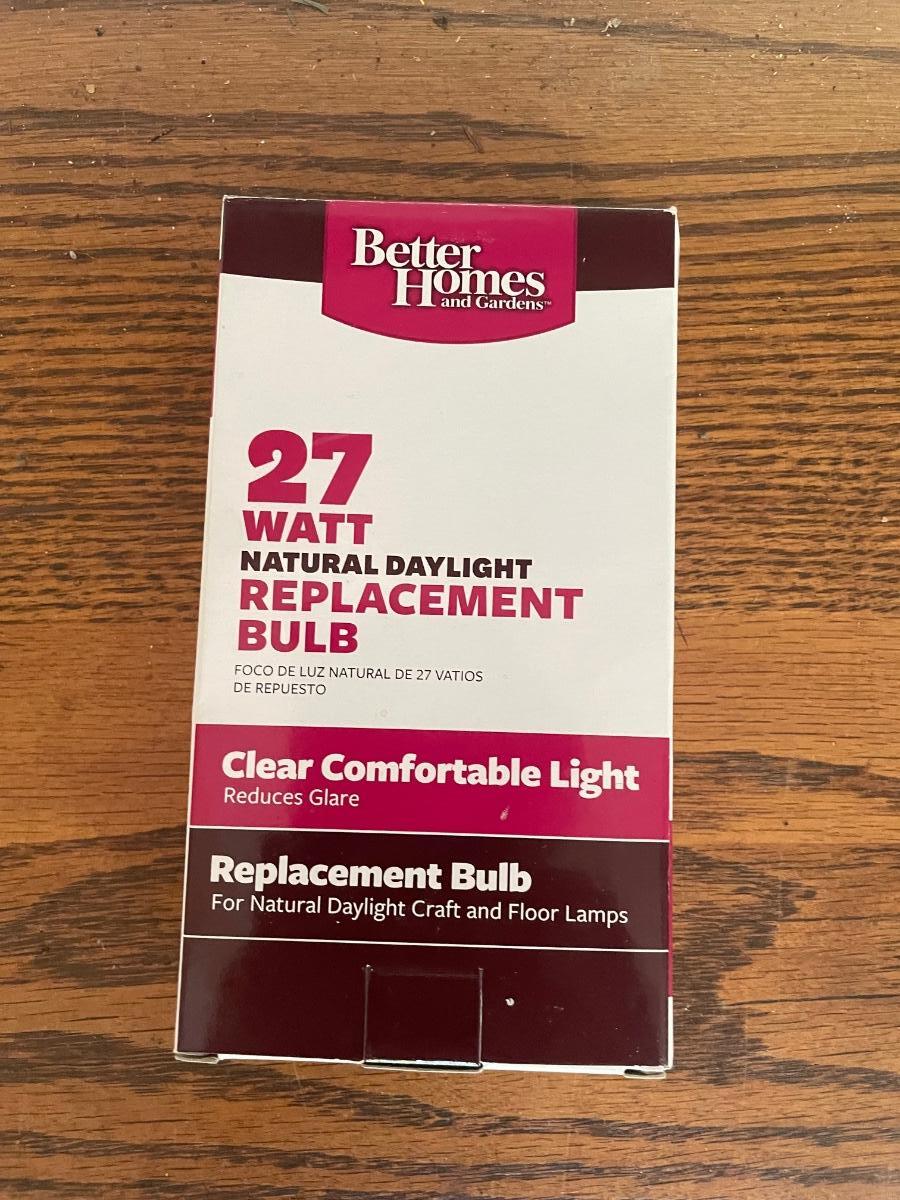 Better
Homes
and Gardens™
27
WATT
NATURAL DAYLIGHT
REPLACEMENT
BULB
FOCO DE LUZ NATURAL DE 27 VATIOS
DE REPUESTO
Clear Comfortable Light
Reduces Glare
Replacement Bulb
For Natural Daylight Craft and Floor Lamps